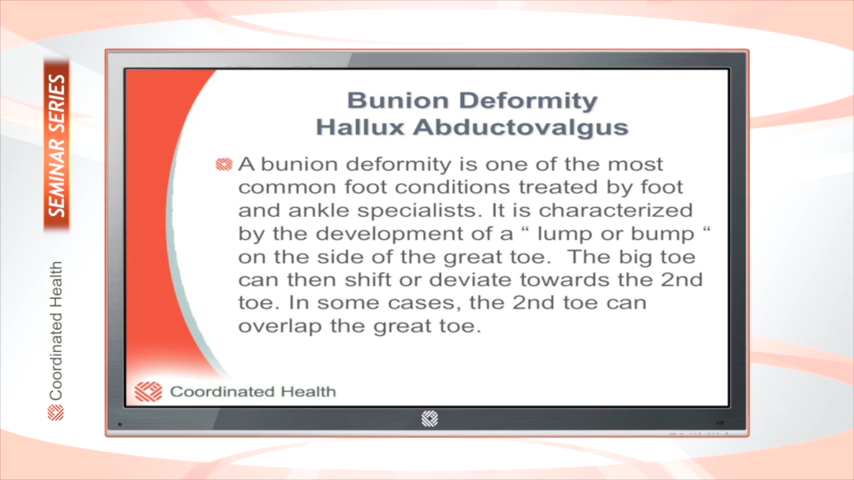 SEMINAR SERIES
Coordinated Health
Bunion Deformity
Hallux Abductovalgus
A bunion deformity is one of the most
common foot conditions treated by foot
and ankle specialists. It is characterized
by the development of a “ lump or bump “
on the side of the great toe.  The big toe
can then shift or deviate towards the 2nd
toe. In some cases, the 2nd toe can
overlap the great toe.
Coordinated Health